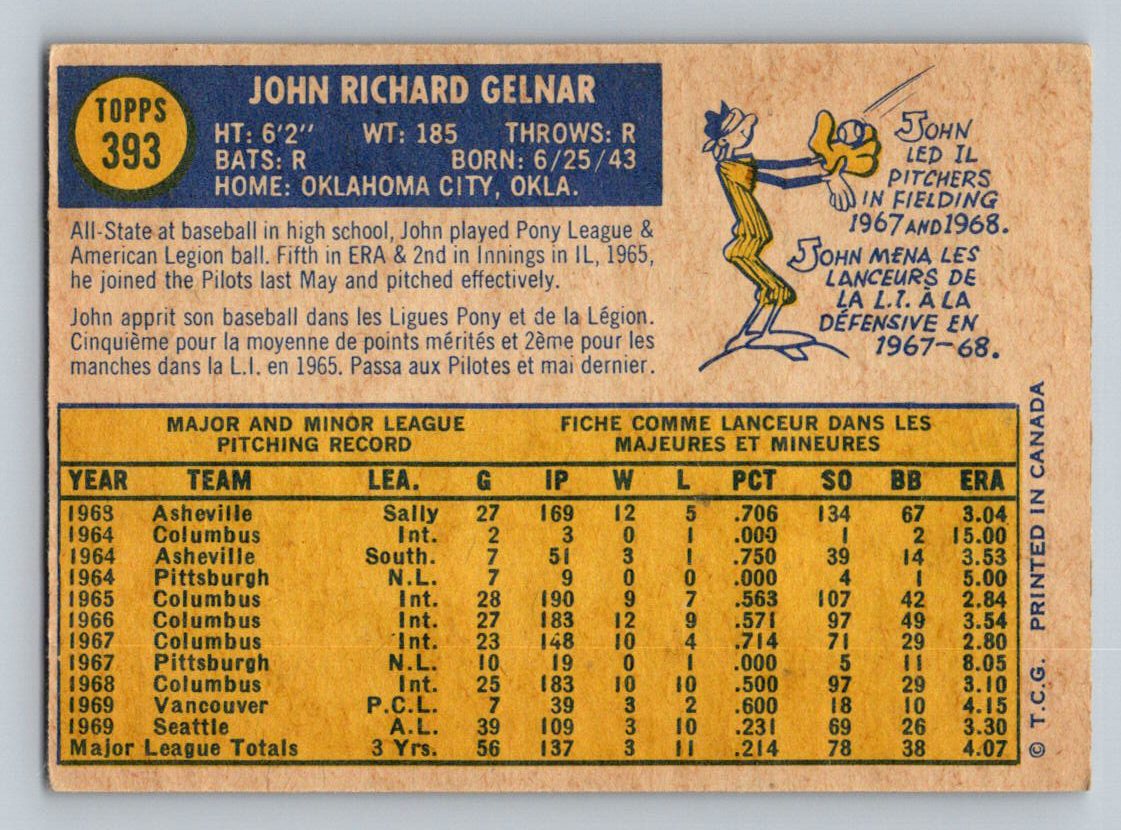 TOPPS
393
JOHN RICHARD GELNAR
HT: 6'2" WT: 185 THROWS: R
BATS: R BORN: 6/25/43
HOME: OKLAHOMA CITY, OKLA.
All-State at baseball in high school, John played Pony League &
American Legion ball. Fifth in ERA & 2nd in Innings in IL, 1965,
he joined the Pilots last May and pitched effectively.
John apprit son baseball dans les Ligues Pony et de la Légion.
Cinquième pour la moyenne de points mérités et 2ème pour les
manches dans la L.I. en 1965. Passa aux Pilotes et mai dernier.
JOHN
LED IL
PITCHERS
IN FIELDING
1967 AND 1968.
JOHN MENA LES
LANCEURS DE
LA L.I. À LA
DÉFENSIVE EN
1967-68.
MAJOR AND MINOR LEAGUE
PITCHING RECORD
FICHE COMME LANCEUR DANS LES
MAJEURES ET MINEURES
YEAR TEAM LEA. G IP W L PCT SO BB ERA
1963 Asheville Sally 27 169 12 5 .706 134 67 3.04
1964 Columbus Int. 2 3 0 1 .000 1 2 15.00
1964 Asheville South. 7 51 3 1 .750 39 14 3.53
1964 Pittsburgh N.L. 7 9 0 0 .000 4 1 5.00
1965 Columbus Int. 28 190 9 7 .563 107 42 2.84
1966 Columbus Int. 27 183 12 9 .571 97 49 3.54
1967 Columbus Int. 23 148 10 4 .714 71 29 2.80
1967 Pittsburgh N.L. 10 19 0 1 .000 5 11 8.05
1968 Columbus Int. 25 183 10 10 .500 97 29 3.10
1969 Vancouver P.C.L. 7 39 3 2 .600 18 10 4.15
1969 Seattle A.L. 39 109 3 10 .231 69 26 3.30
Major League Totals 3 Yrs. 56 137 3 11 .214 78 38 4.07
© T.C.G. PRINTED IN CANADA